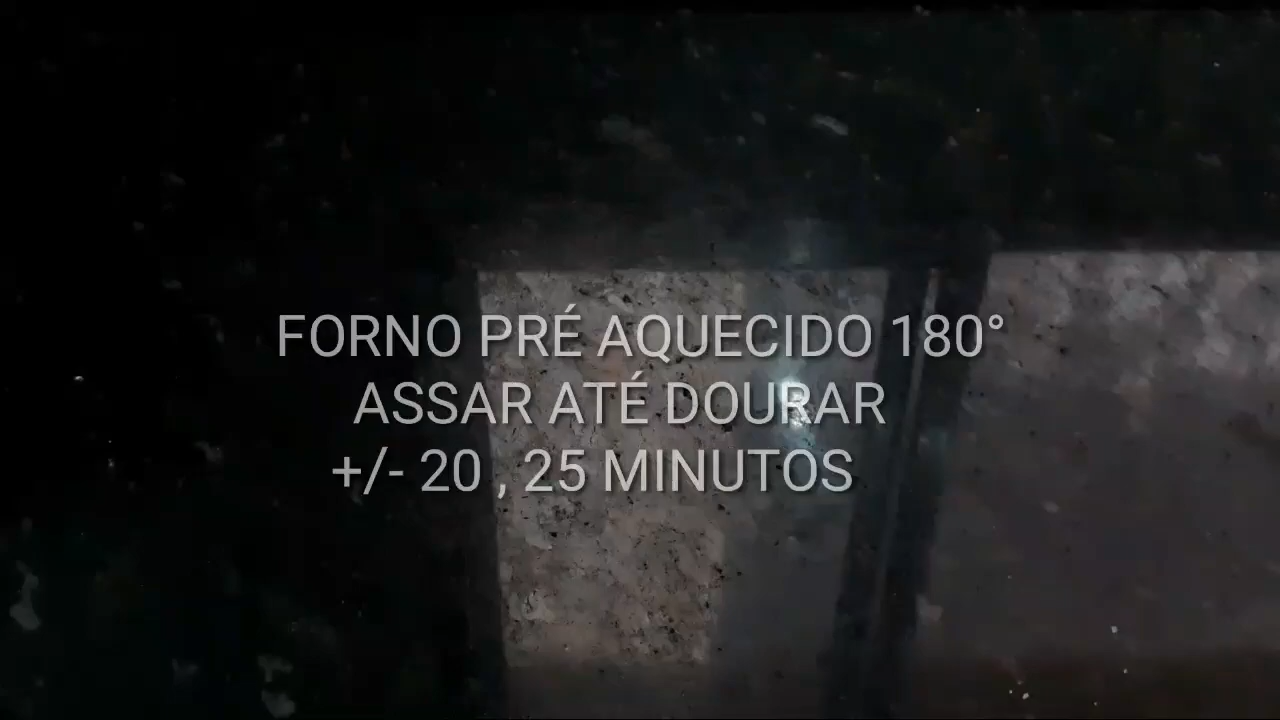 FORNO PRÉ AQUECIDO 180°
ASSAR ATÉ DOURAR
+/- 20 , 25 MINUTOS